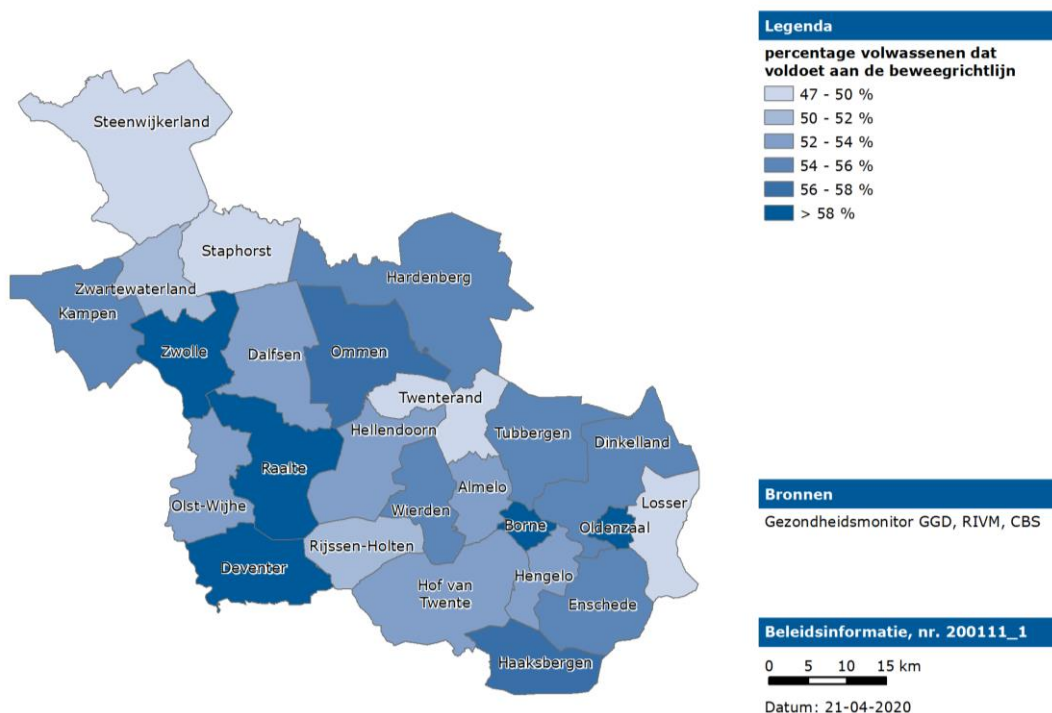 Steenwijkerland
Staphorst
Hardenberg
Zwartewaterland
Kampen
Zwolle
Dalfsen
Ommen
Twenterand
Hellendoorn
Tubbergen
Dinkelland
Raalte
Almelo
Losser
Olst-Wijhe
Wierden
Borne
Oldenzaal
Rijssen-Holten
Deventer
Hof van
Twente
Hengelo
Enschede
Haaksbergen
Legenda
percentage volwassenen dat
voldoet aan de beweegrichtlijn
47 - 50 %
50 - 52 %
52 - 54 %
54 - 56 %
56 - 58 %
> 58 %
Bronnen
Gezondheidsmonitor GGD, RIVM, CBS
Beleidsinformatie, nr. 200111_1
0 5 10 15 km
Datum: 21-04-2020